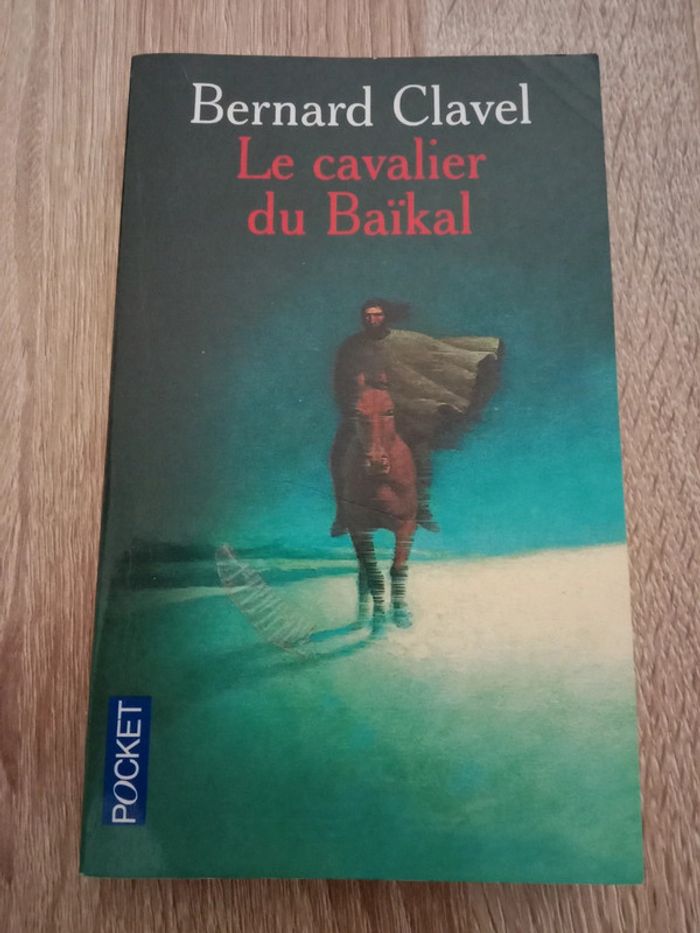 Bernard Clavel
Le cavalier
du Baïkal
POCKET